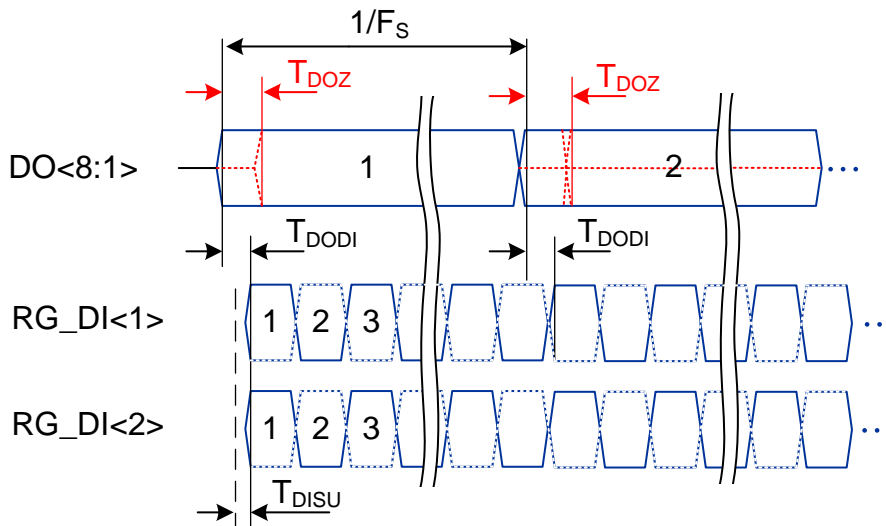 1/FS
TDOZ TDOZ
DO<8:1> 1 2 ...
TDODI TDODI
RG_DI<1> 1 2 3 ...
RG_DI<2> 1 2 3 ...
TDISU